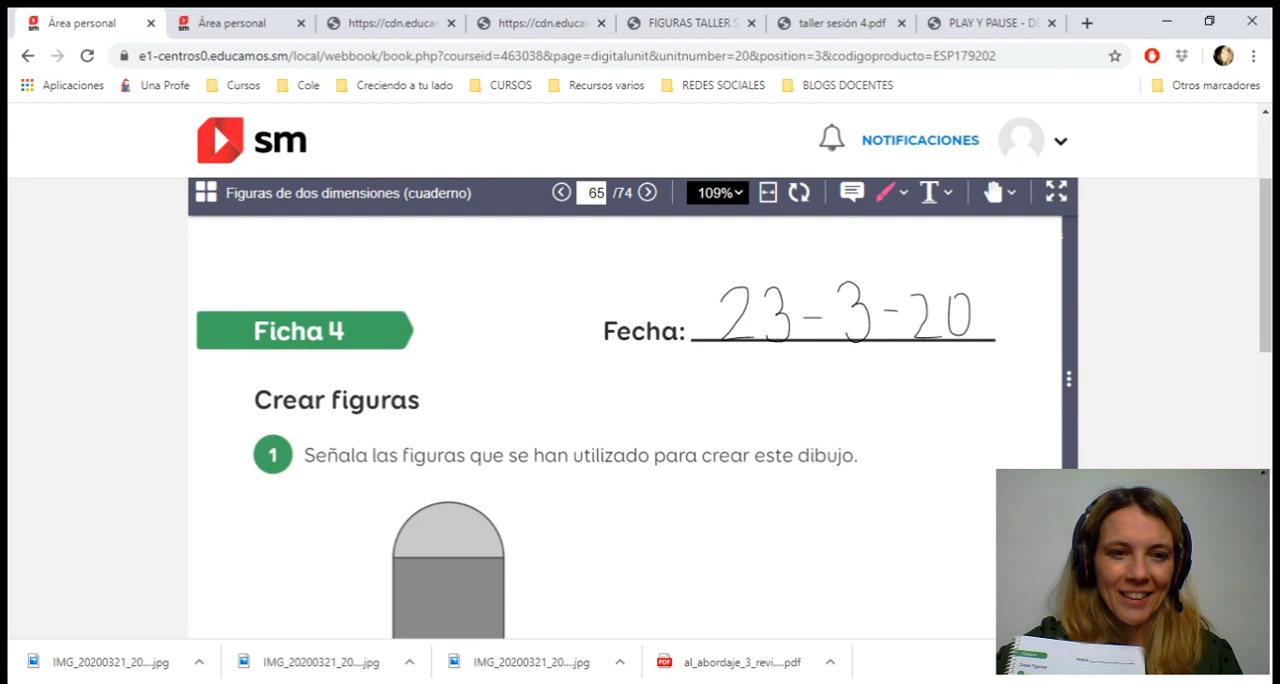 Área personal
Área personal
https://cdn.educar
https://cdn.educar
FIGURAS TALLER S
taller sesión 4.pdf
PLAY Y PAUSE - DE
e1-centros0.educamos.sm/local/webbook/book.php?courseid=463038&page=digitalunit&unitnumber=20&position=3&codigoproducto=ESP179202
Aplicaciones
Una Profe
Cursos
Cole
Creciendo a tu lado
CURSOS
Recursos varios
REDES SOCIALES
BLOGS DOCENTES
Otros marcadores
sm
NOTIFICACIONES
Figuras de dos dimensiones (cuaderno)
65 /74
109%
T
Ficha 4
Fecha: 23-3-20
Crear figuras
1 Señala las figuras que se han utilizado para crear este dibujo.
IMG_20200321_20....jpg
IMG_20200321_20....jpg
IMG_20200321_20....jpg
PDF al_abordaje_3_revi....pdf